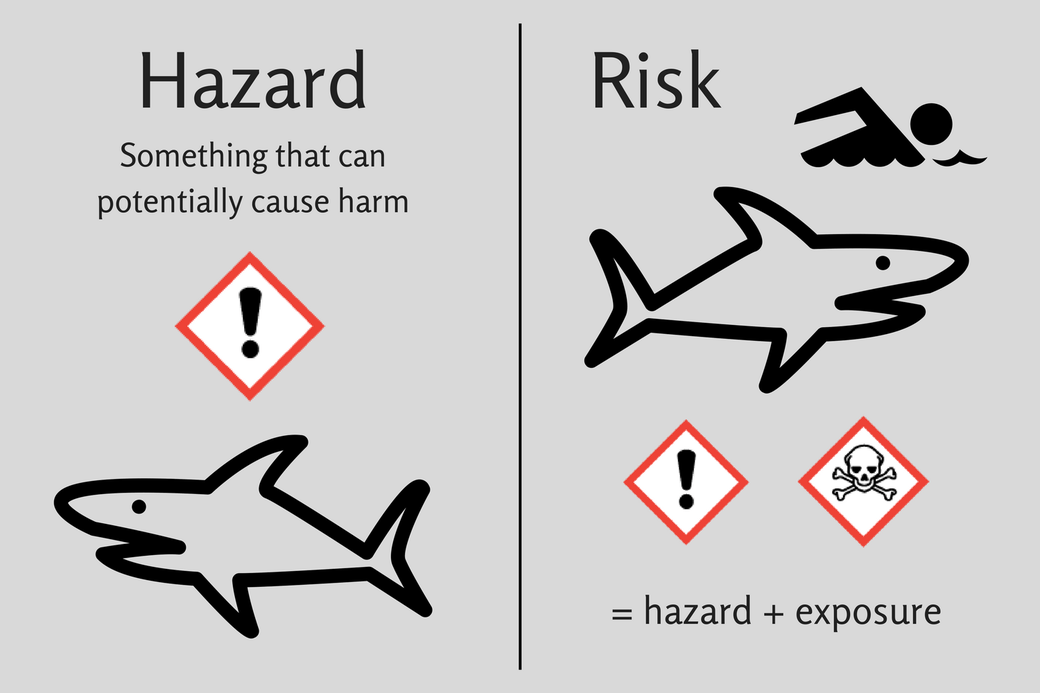 Hazard
Something that can
potentially cause harm
!
Risk
!
= hazard + exposure